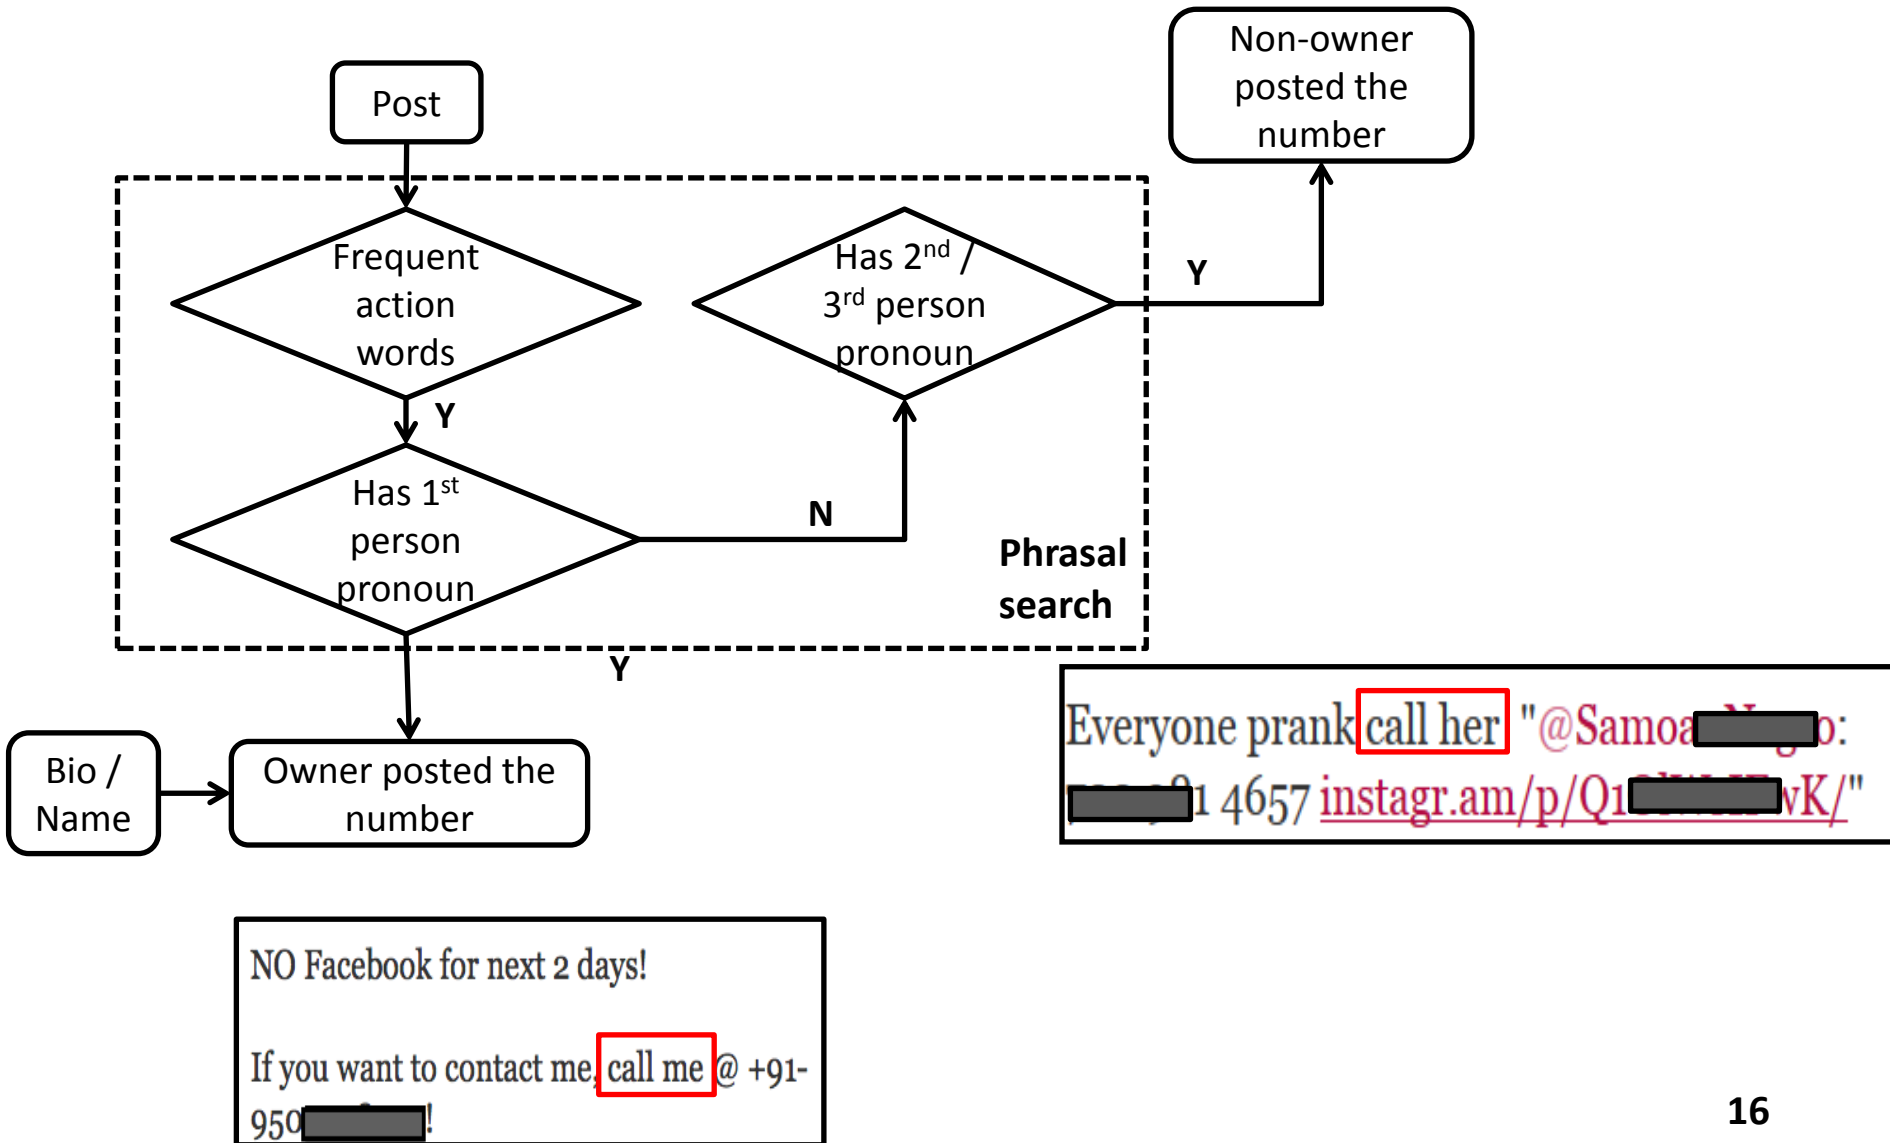 Post
Non-owner
posted the
number
Frequent
action
words
Has 2nd /
3rd person
pronoun
Y
Y
Has 1st
person
pronoun
N
Phrasal
search
Y
Bio /
Name
Owner posted the
number
Everyone prank call her "@Samoa o:
1 4657 instagr.am/p/Q1 vK/"
NO Facebook for next 2 days!
If you want to contact me, call me @ +91-
950 !
16